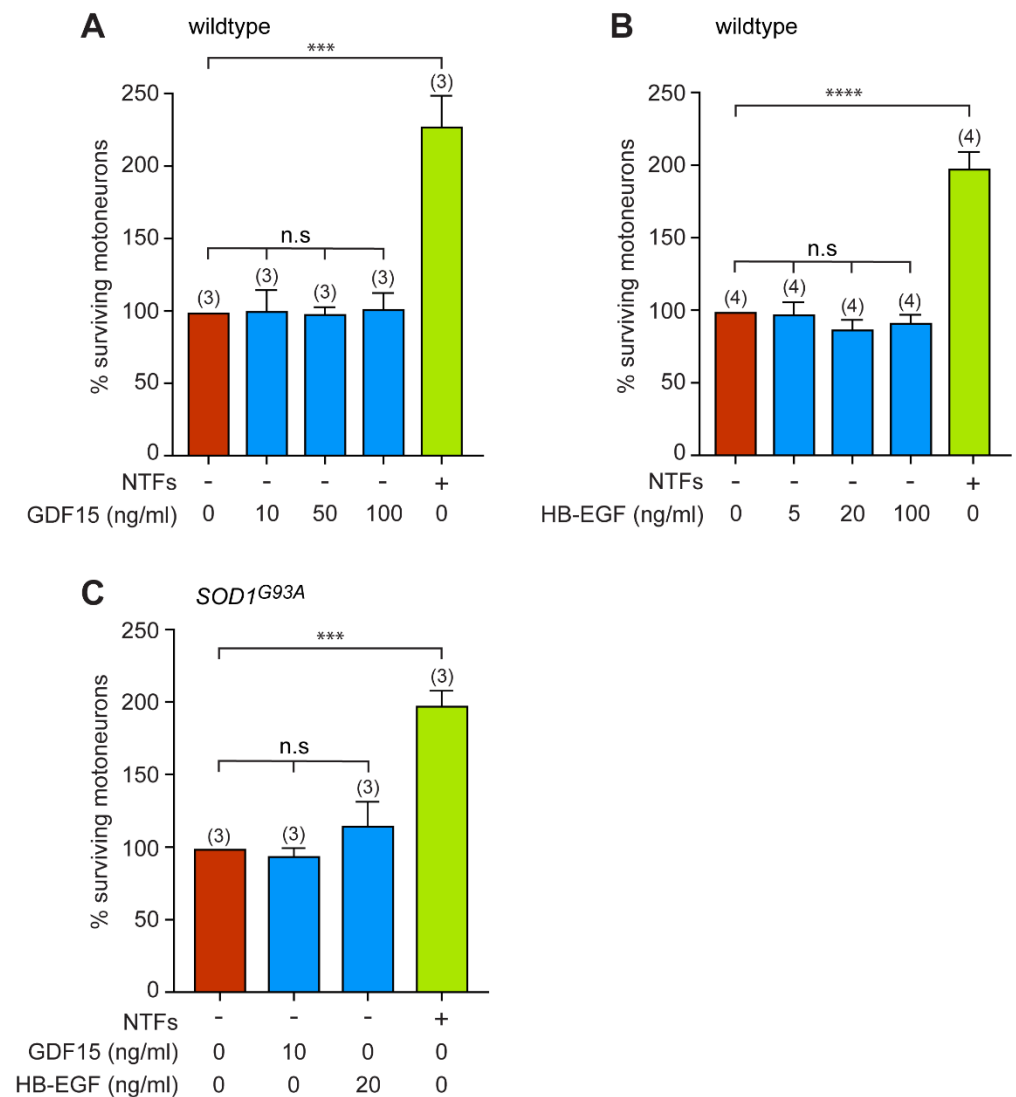 A wildtype
***
(3)
250
200
150
100
50
0
% surviving motoneurons
n.s
(3) (3) (3) (3)
NTFs - - - - +
GDF15 (ng/ml) 0 10 50 100 0
B wildtype
****
(4)
250
200
150
100
50
0
% surviving motoneurons
n.s
(4) (4) (4) (4)
NTFs - - - - +
HB-EGF (ng/ml) 0 5 20 100 0
C SOD1G93A
***
(3)
250
200
150
100
50
0
% surviving motoneurons
n.s
(3) (3) (3)
NTFs - - - +
GDF15 (ng/ml) 0 10 0 0
HB-EGF (ng/ml) 0 0 20 0